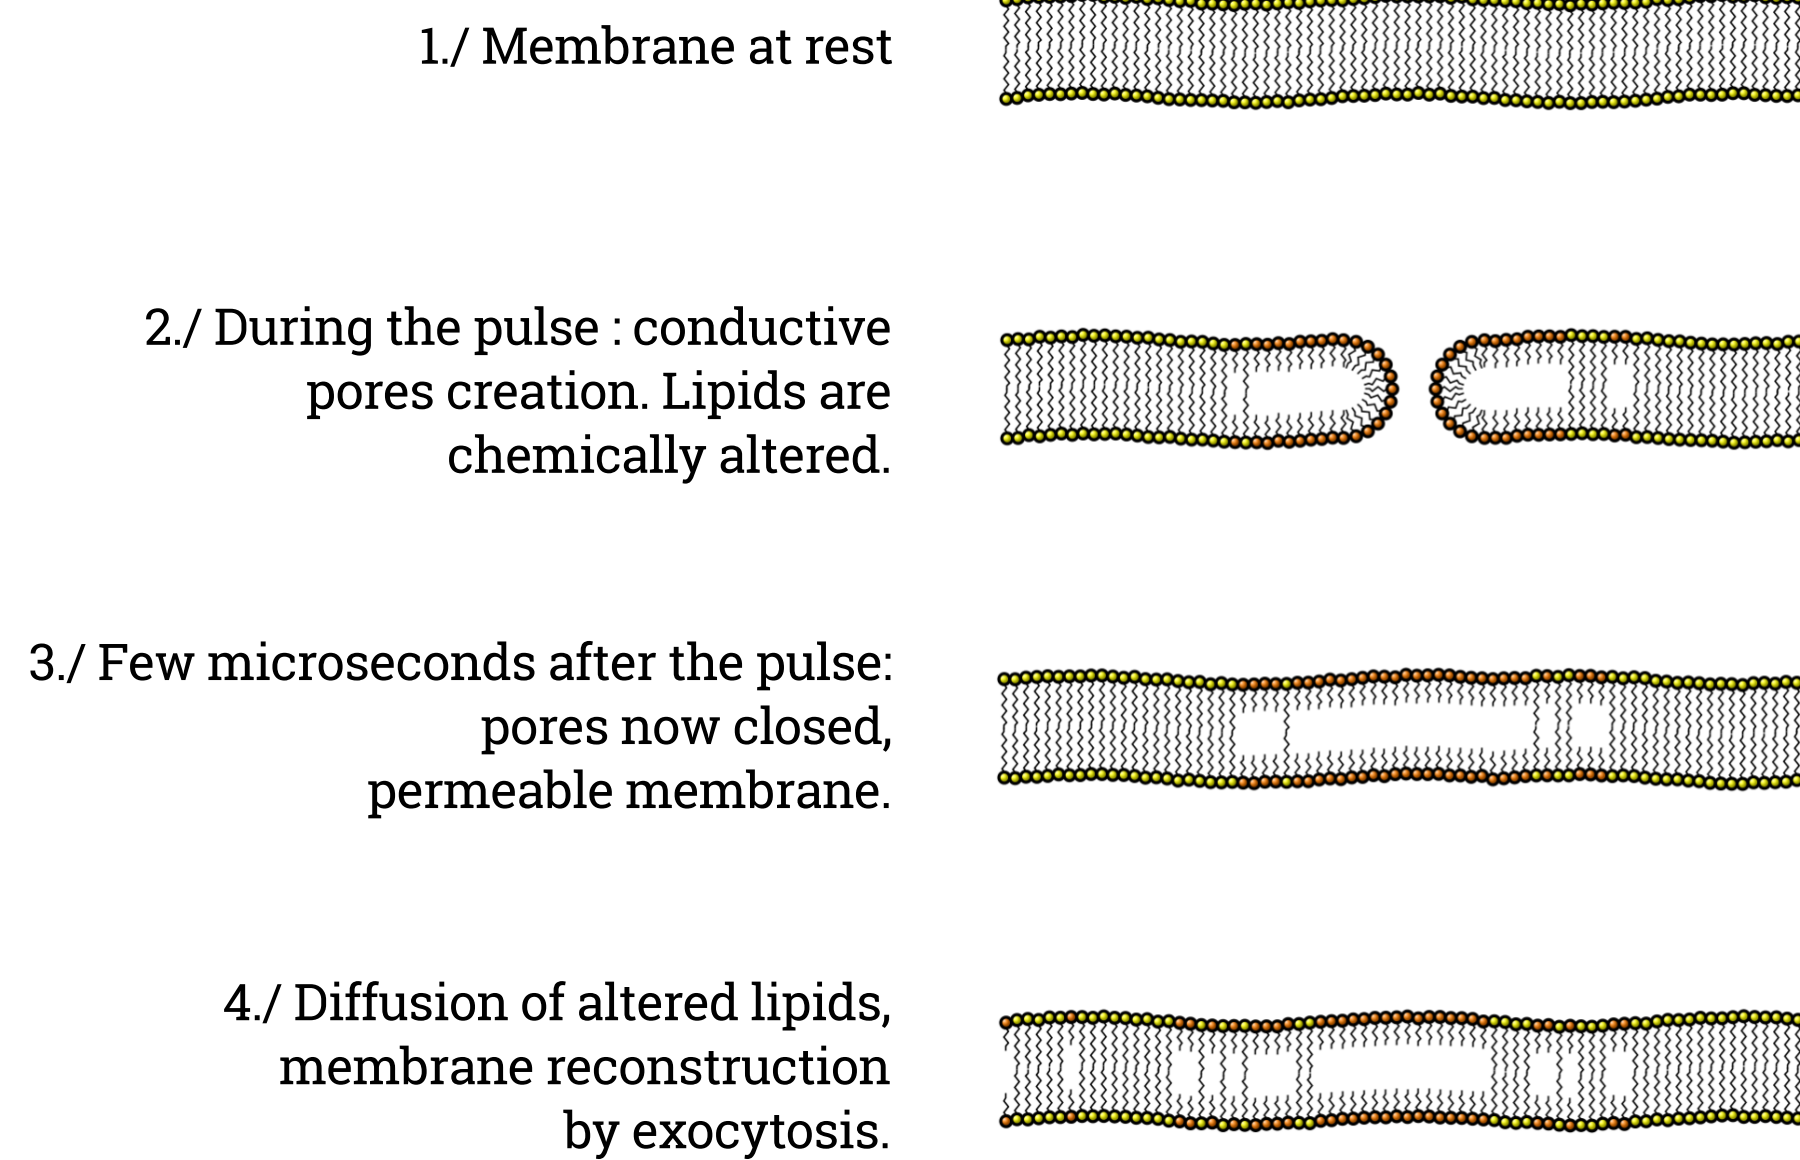 1./ Membrane at rest
2./ During the pulse : conductive
pores creation. Lipids are
chemically altered.
3./ Few microseconds after the pulse:
pores now closed,
permeable membrane.
4./ Diffusion of altered lipids,
membrane reconstruction
by exocytosis.